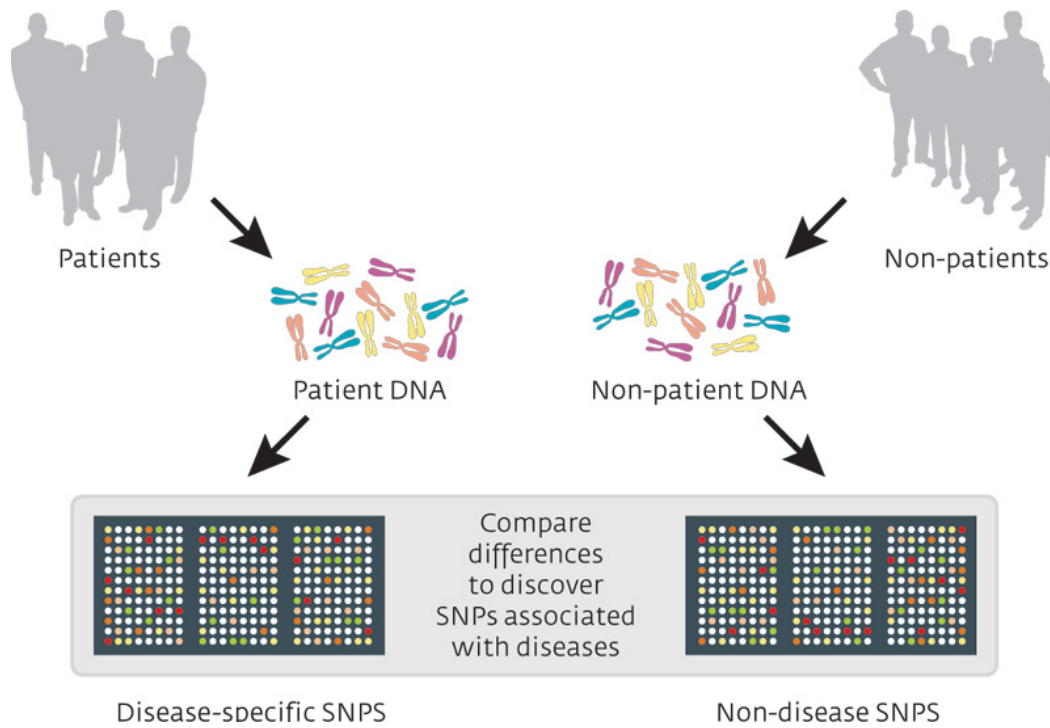 Patients
Non-patients
Patient DNA
Non-patient DNA
Compare
differences
to discover
SNPs associated
with diseases
Disease-specific SNPS
Non-disease SNPS